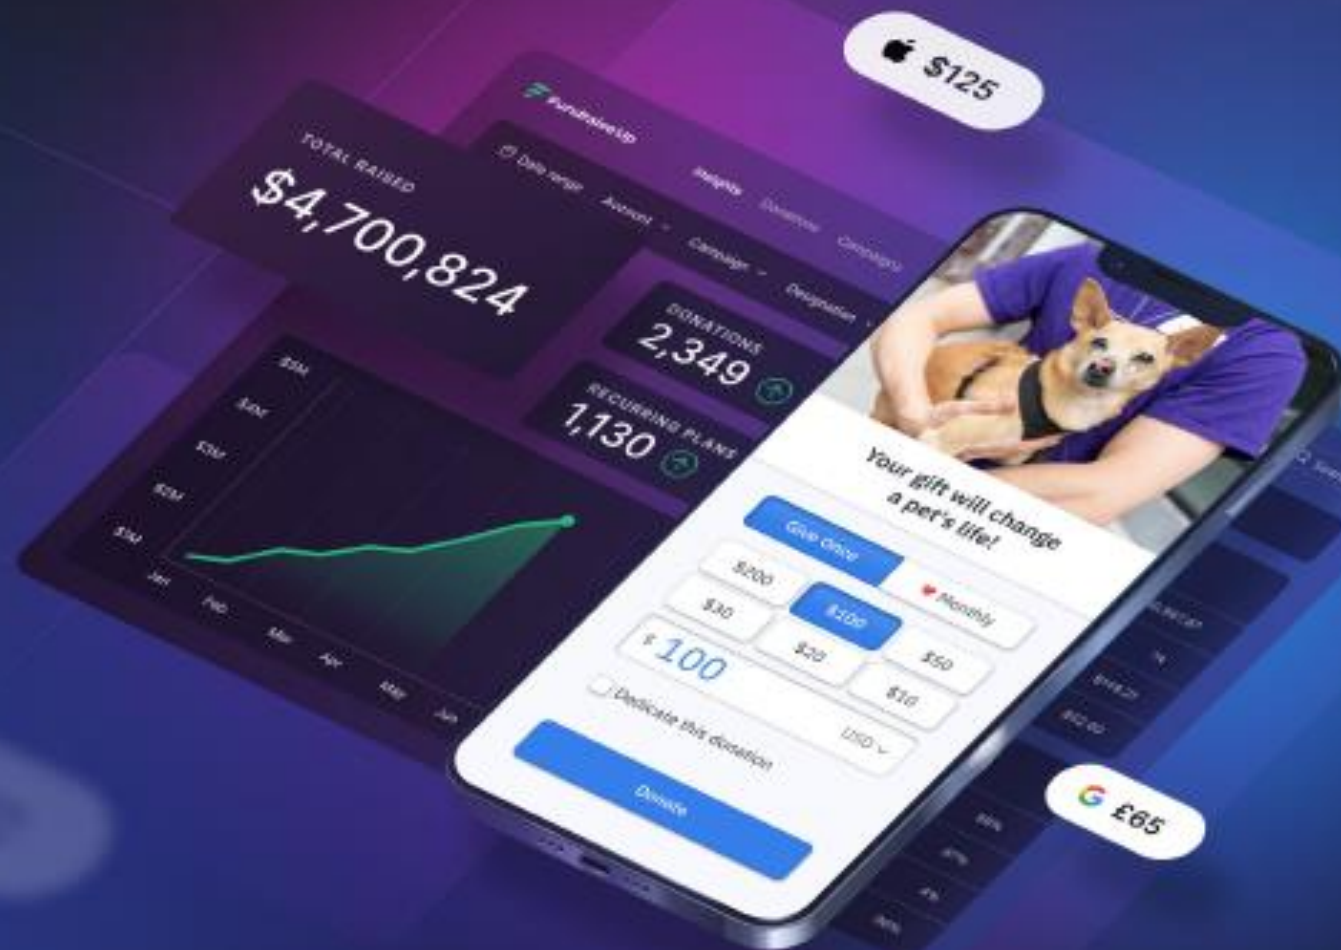 $125
FundraiseUp
TOTAL RAISED
$4,700,824
Insights
Donations
Campaigns
Date range
Account
Campaign
Designation
DONATIONS
2,349
RECURRING PLANS
1,130
$5M
$4M
$3M
$2M
$1M
Jan
Feb
Mar
Apr
May
Jun
Your gift will change
a pet's life!
Give Once
Monthly
$200
$100
$50
$30
$20
$10
$ 100
USD
Dedicate this donation
Donate
G £65